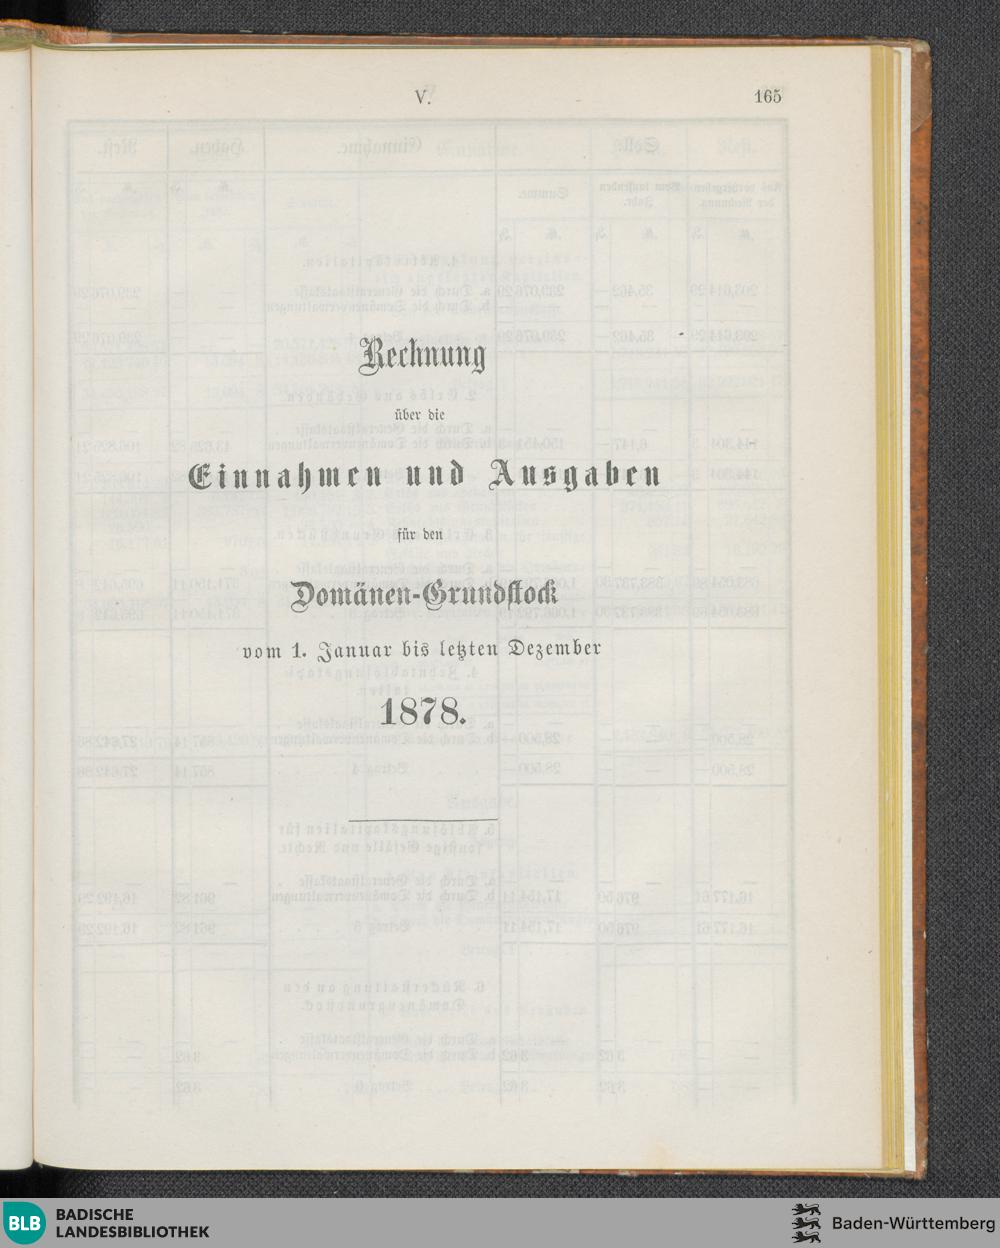 V.
165
Rechnung
über die
Einnahmen und Ausgaben
für den
Domänen-Grundstock
vom 1. Januar bis letzten Dezember
1878.
BLB
BADISCHE
LANDESBIBLIOTHEK
Baden-Württemberg